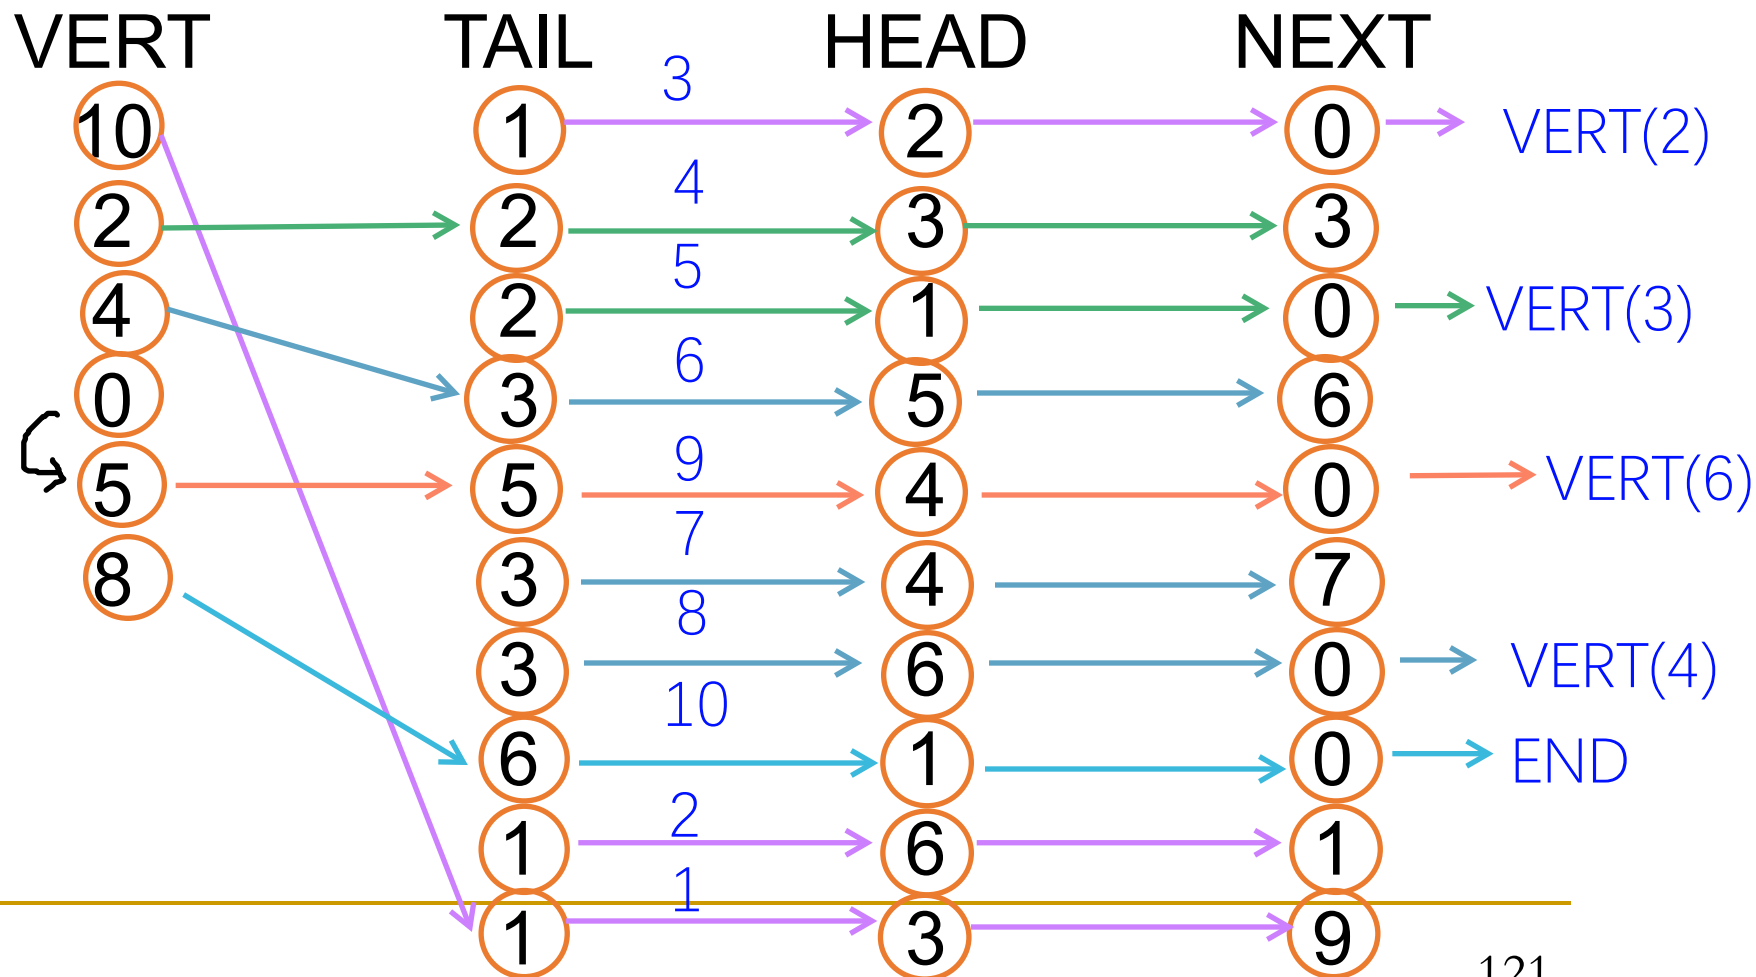 VERT TAIL HEAD NEXT
3
10 1 2 0 VERT(2)
4
2 2 3 3
5
4 2 1 0 VERT(3)
6
0 3 5 6
9
5 5 4 0 VERT(6)
7
8 3 4 7
8
3 6 0 VERT(4)
10
6 1 0 END
2
1 6 1
1
1 3 9
121